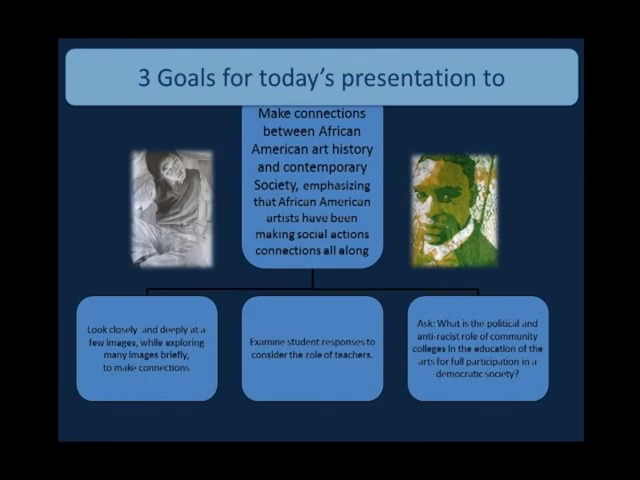 3 Goals for today's presentation to
Make connections
between African
American art history
and contemporary
Society, emphasizing
that African American
artists have been
making social actions
connections all along
Look closely and deeply at a
few images, while exploring
many images briefly,
to make connections
Examine student responses to
consider the role of teachers.
Ask: What is the political and
anti-racist role of community
colleges in the education of the
arts for full participation in a
democratic society?